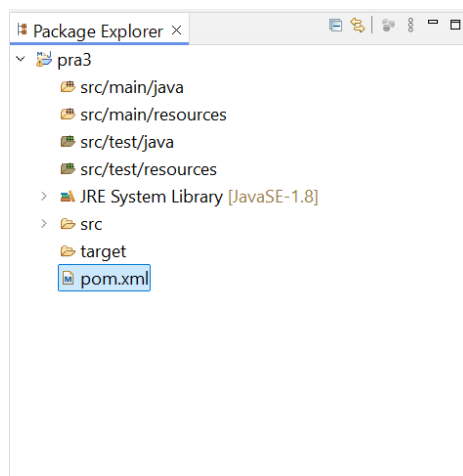 Package Explorer
pra3
src/main/java
src/main/resources
src/test/java
src/test/resources
JRE System Library [JavaSE-1.8]
src
target
pom.xml